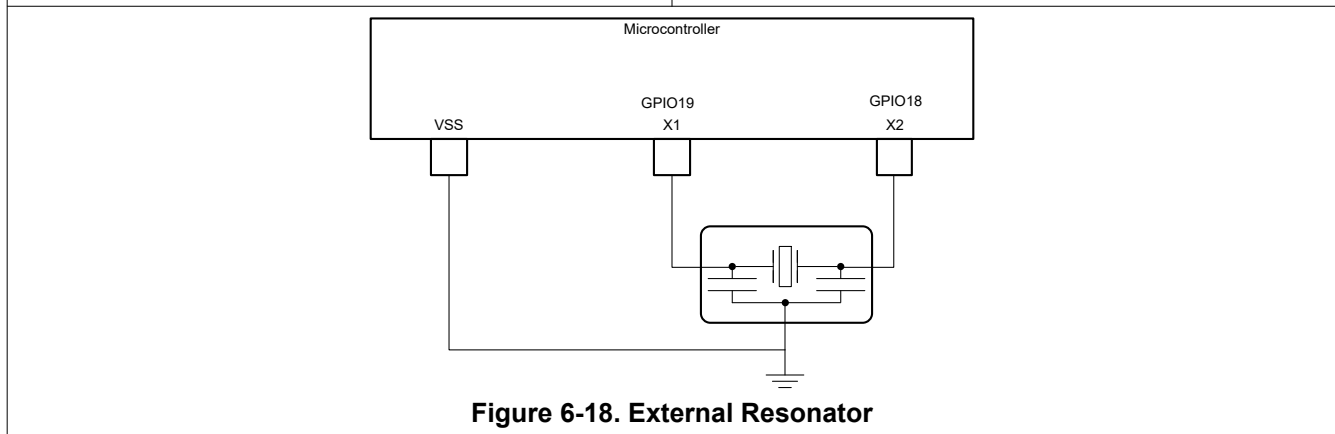 Microcontroller
GPIO19
GPIO18
VSS
X1
X2
Figure 6-18. External Resonator